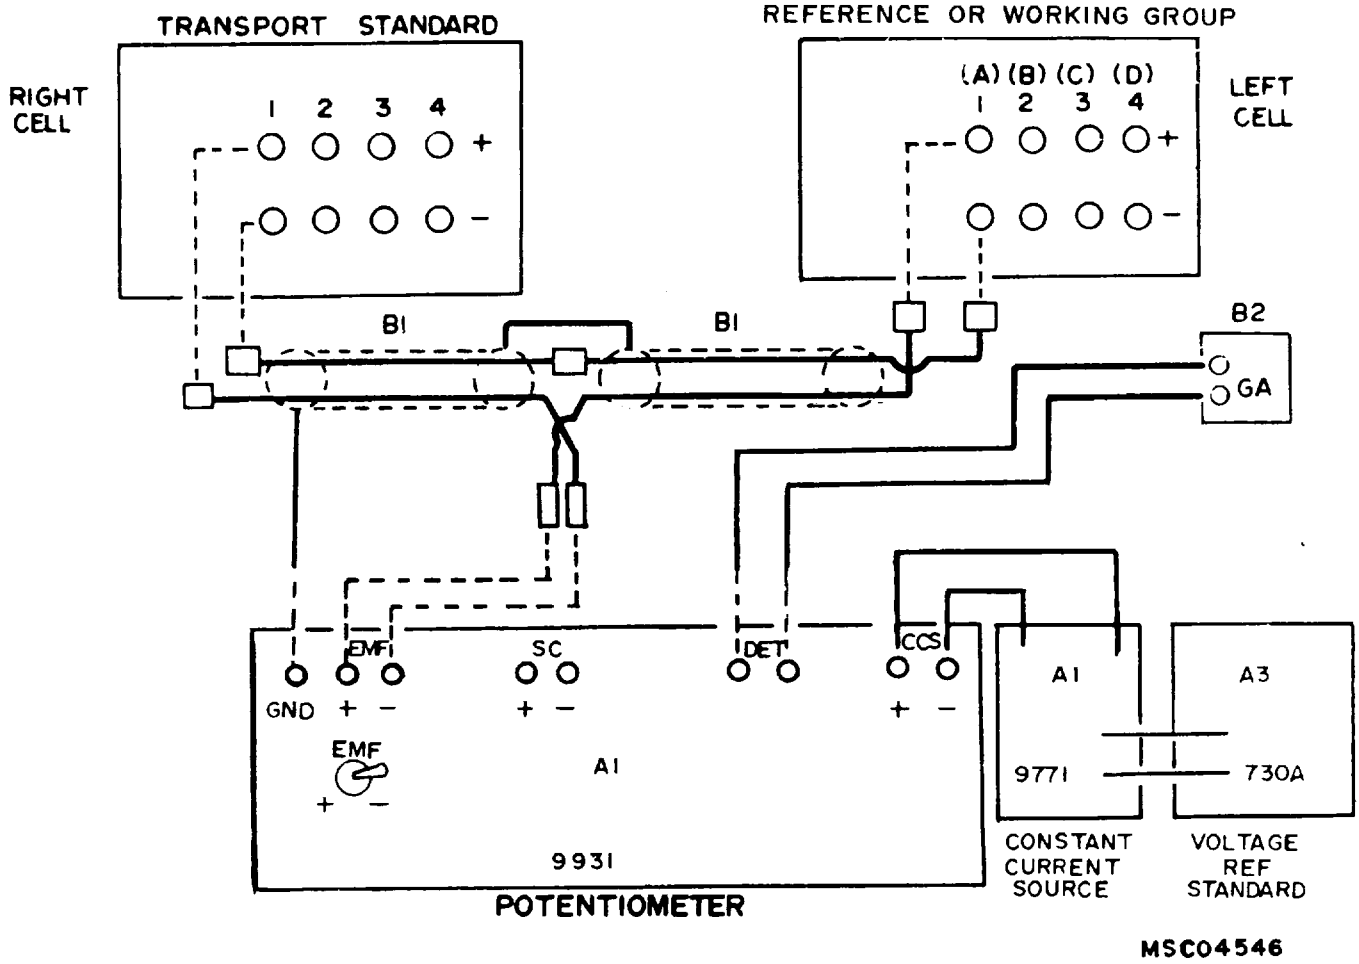 TRANSPORT STANDARD
REFERENCE OR WORKING GROUP
RIGHT
CELL
1 2 3 4
+
−
(A) (B) (C) (D)
1 2 3 4
+
−
LEFT
CELL
B1
B1
B2
GA
EMF
SC
DET
CCS
GND + −
+ −
+ −
EMF
+ −
A1
9931
POTENTIOMETER
A1
9771
CONSTANT
CURRENT
SOURCE
A3
730A
VOLTAGE
REF
STANDARD
MSC04546